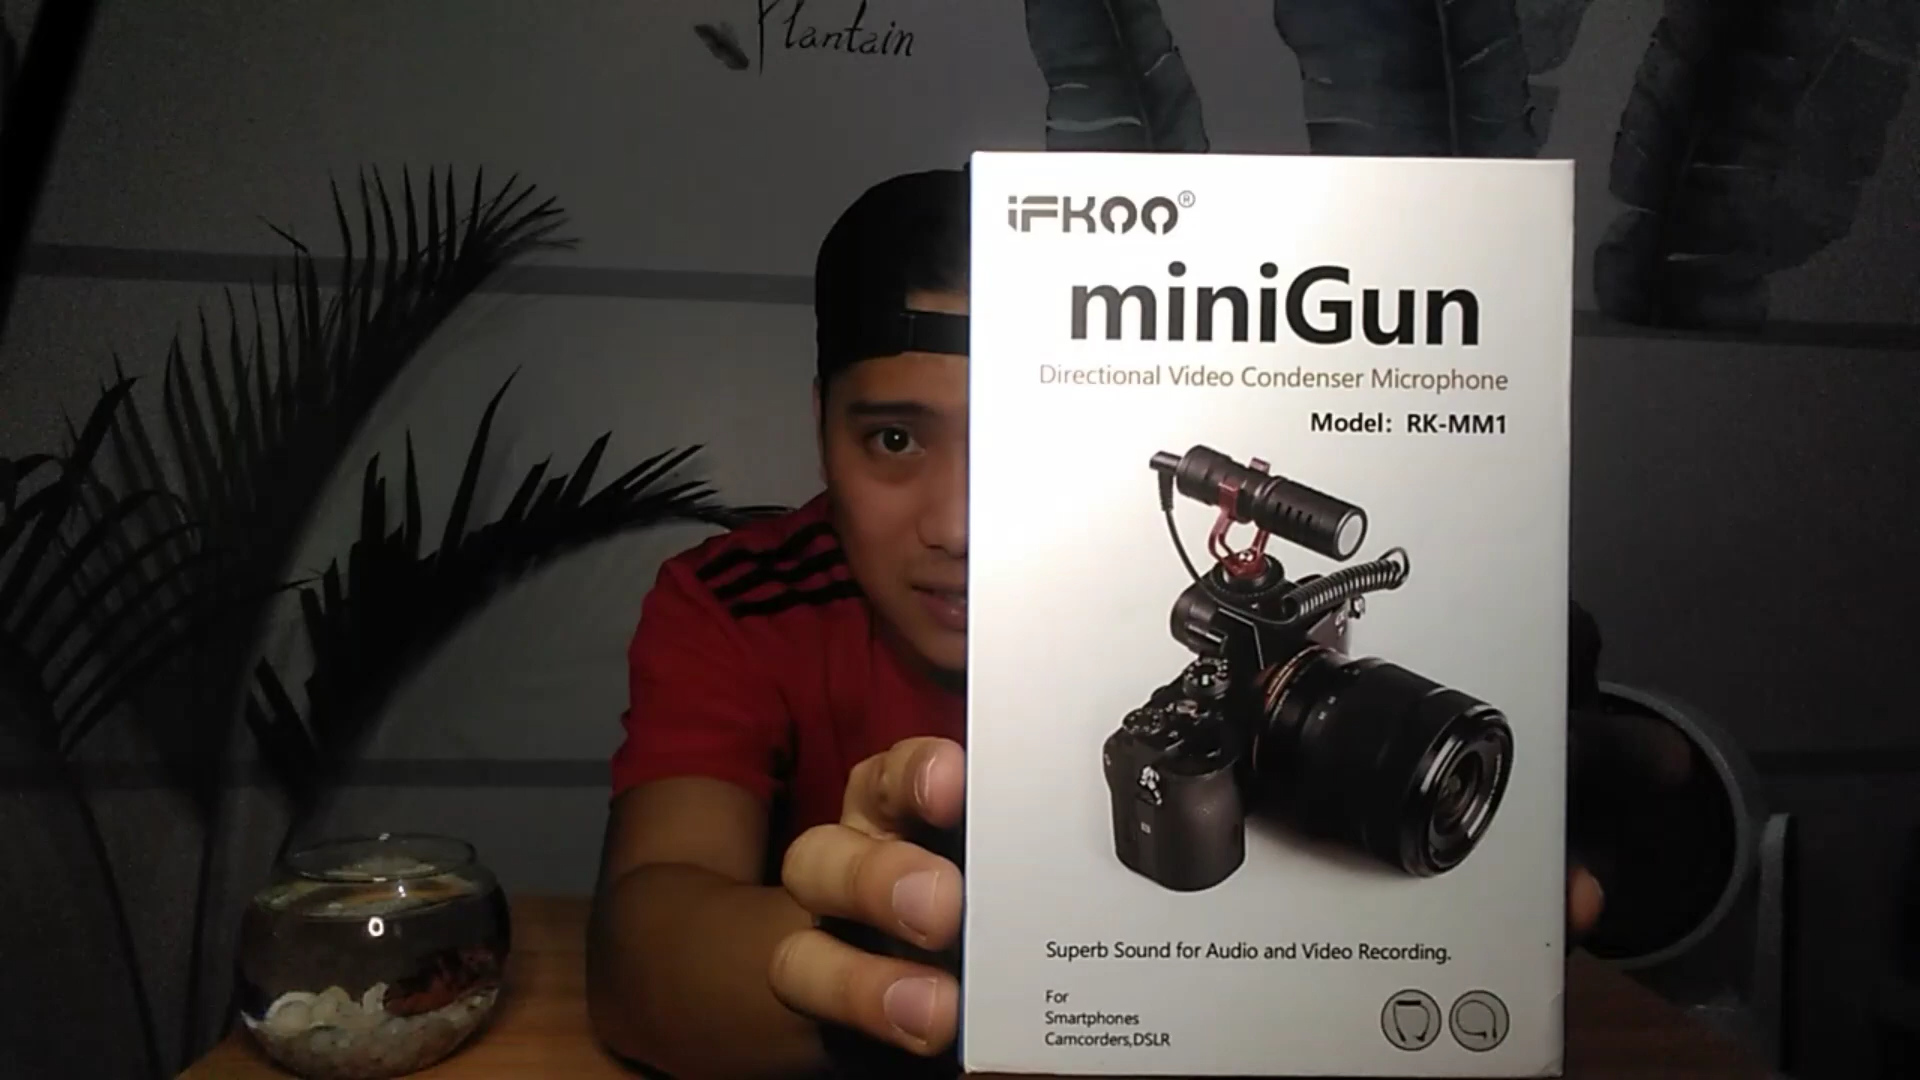 Plantain
iFKOO®
miniGun
Directional Video Condenser Microphone
Model: RK-MM1
Superb Sound for Audio and Video Recording.
For
Smartphones
Camcorders,DSLR